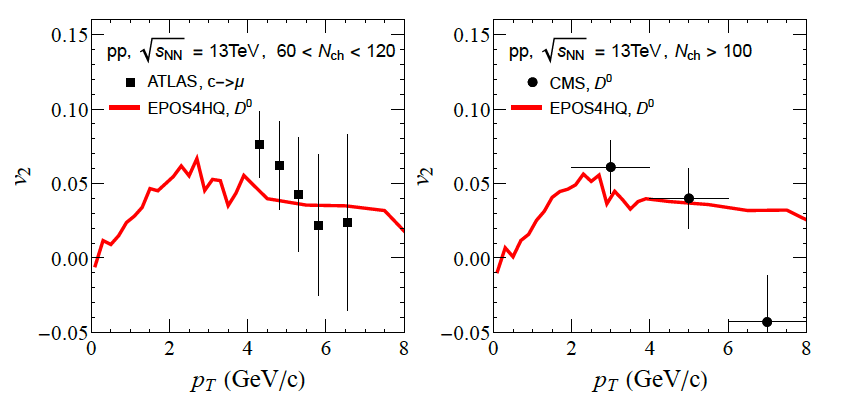 pp, √sNN = 13TeV, 60 < Nch < 120
ATLAS, c->μ
EPOS4HQ, D⁰
v₂
0.15
0.10
0.05
0.00
−0.05
0 2 4 6 8
pT (GeV/c)
pp, √sNN = 13TeV, Nch > 100
CMS, D⁰
EPOS4HQ, D⁰
v₂
0.15
0.10
0.05
0.00
−0.05
0 2 4 6 8
pT (GeV/c)